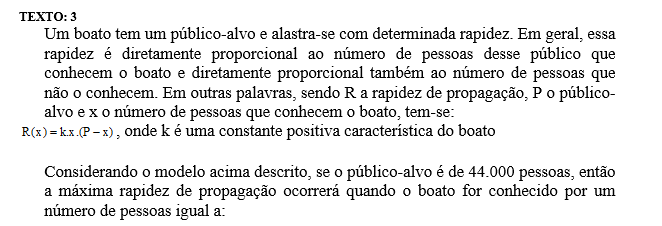 TEXTO: 3
Um boato tem um público-alvo e alastra-se com determinada rapidez. Em geral, essa
rapidez é diretamente proporcional ao número de pessoas desse público que
conhecem o boato e diretamente proporcional também ao número de pessoas que
não o conhecem. Em outras palavras, sendo R a rapidez de propagação, P o público-
alvo e x o número de pessoas que conhecem o boato, tem-se:
R(x) = k.x.(P – x) , onde k é uma constante positiva característica do boato
Considerando o modelo acima descrito, se o público-alvo é de 44.000 pessoas, então
a máxima rapidez de propagação ocorrerá quando o boato for conhecido por um
número de pessoas igual a: